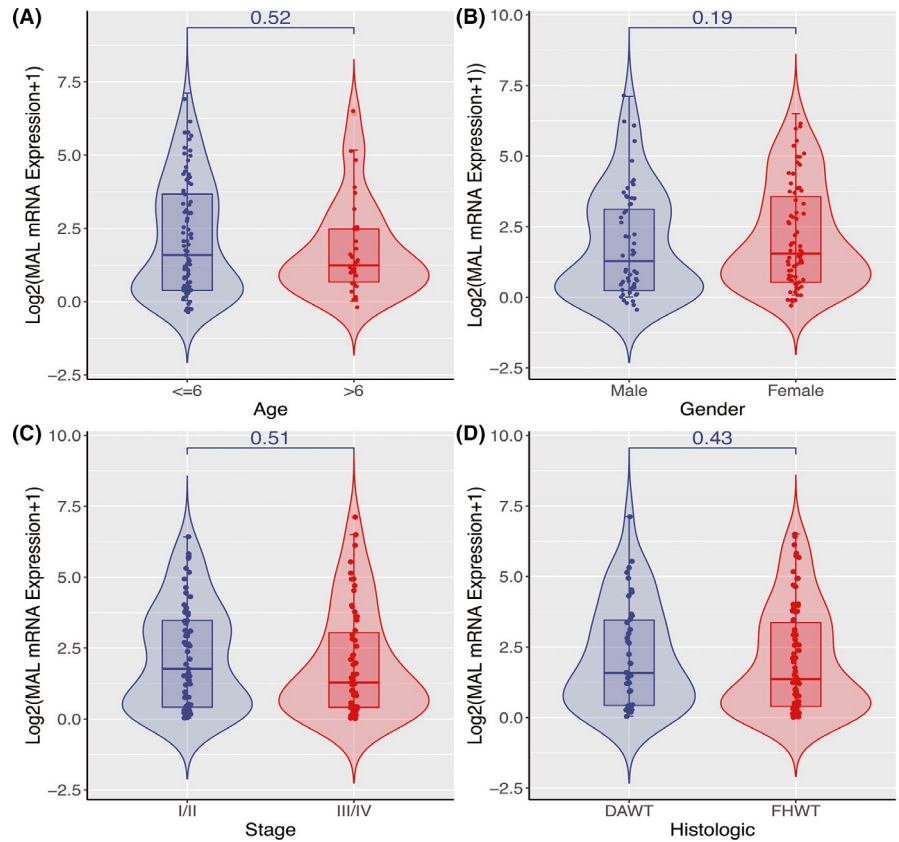 (A)
0.52
Log2(MAL mRNA Expression+1)
7.5
5.0
2.5
0.0
−2.5
<=6
>6
Age
(B)
0.19
Log2(MAL mRNA Expression+1))
10.0
7.5
5.0
2.5
0.0
−2.5
Male
Female
Gender
(C)
0.51
Log2(MAL mRNA Expression+1)
10.0
7.5
5.0
2.5
0.0
−2.5
I/II
III/IV
Stage
(D)
0.43
Log2(MAL mRNA Expression+1)
10.0
7.5
5.0
2.5
0.0
−2.5
DAWT
FHWT
Histologic